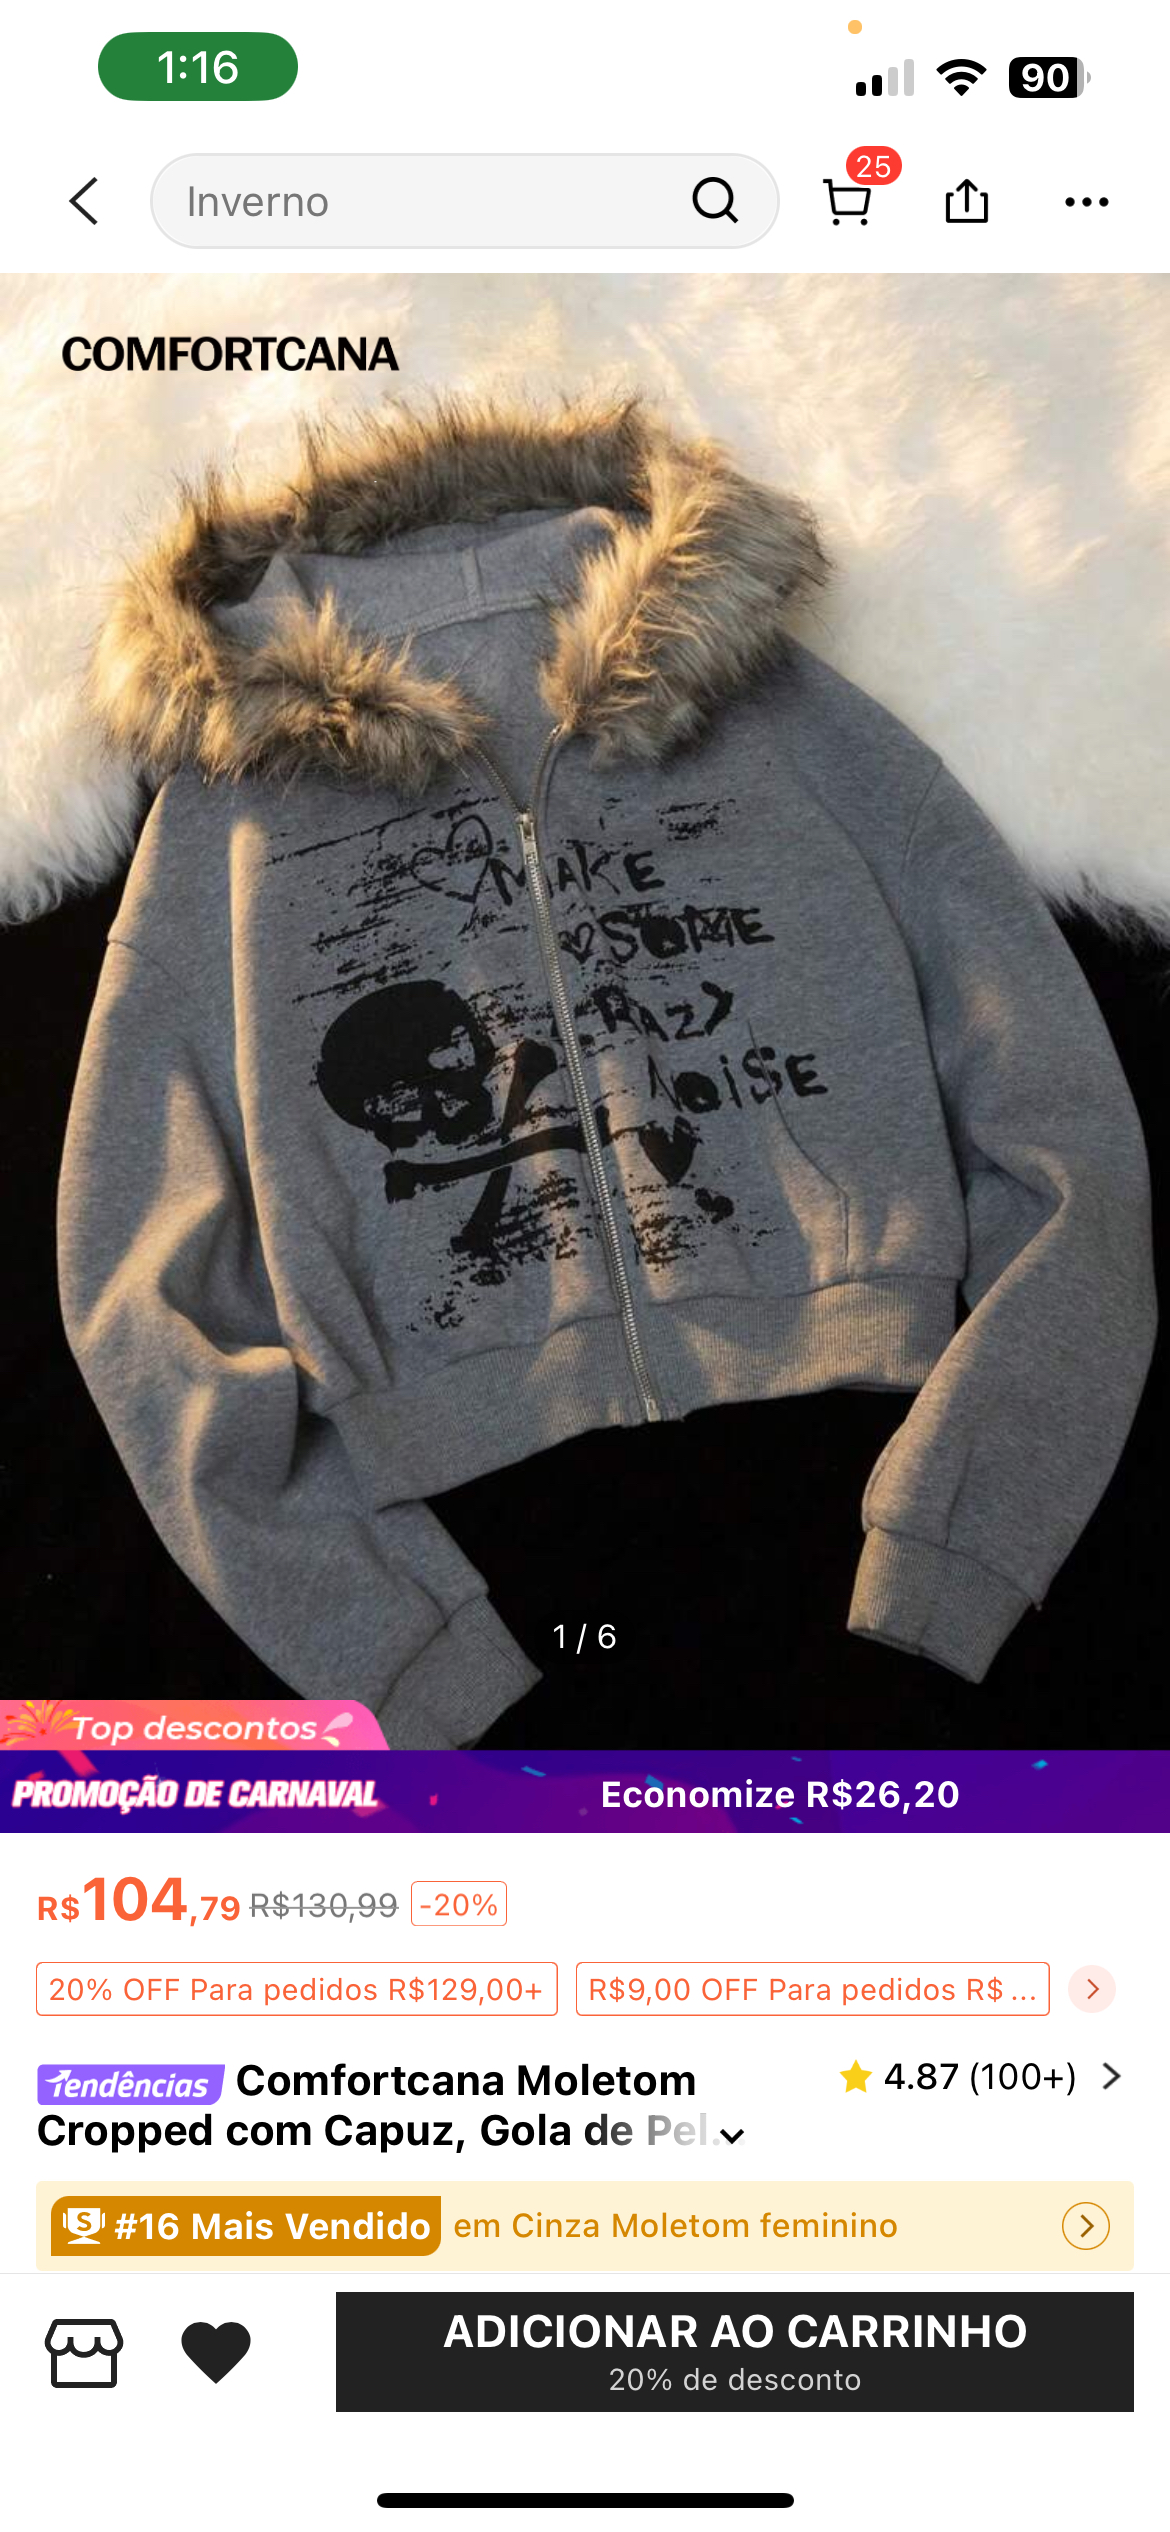 1:16
90
Inverno
25
COMFORTCANA
MAKE
SOME
RAZY
NOISE
1 / 6
Top descontos
PROMOÇÃO DE CARNAVAL
Economize R$26,20
R$104,79 R$130,99 -20%
20% OFF Para pedidos R$129,00+
R$9,00 OFF Para pedidos R$ ...
Tendências Comfortcana Moletom
4.87 (100+)
Cropped com Capuz, Gola de Pel...
#16 Mais Vendido em Cinza Moletom feminino
ADICIONAR AO CARRINHO
20% de desconto